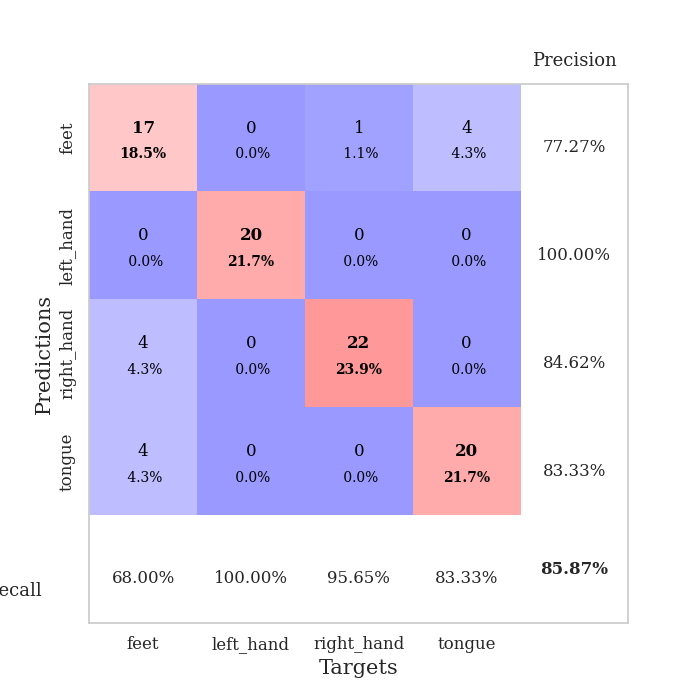 Precision
17 0 1 4
feet 18.5% 0.0% 1.1% 4.3% 77.27%
0 20 0 0
left_hand 0.0% 21.7% 0.0% 0.0% 100.00%
Predictions
4 0 22 0
right_hand 4.3% 0.0% 23.9% 0.0% 84.62%
4 0 0 20
tongue 4.3% 0.0% 0.0% 21.7% 83.33%
ecall 68.00% 100.00% 95.65% 83.33% 85.87%
feet left_hand right_hand tongue
Targets